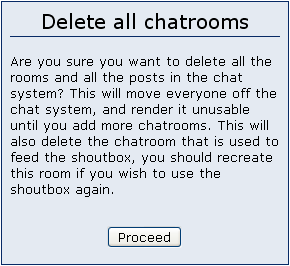 Delete all chatrooms
Are you sure you want to delete all the
rooms and all the posts in the chat
system? This will move everyone off the
chat system, and render it unusable
until you add more chatrooms. This will
also delete the chatroom that is used to
feed the shoutbox, you should recreate
this room if you wish to use the
shoutbox again.
Proceed